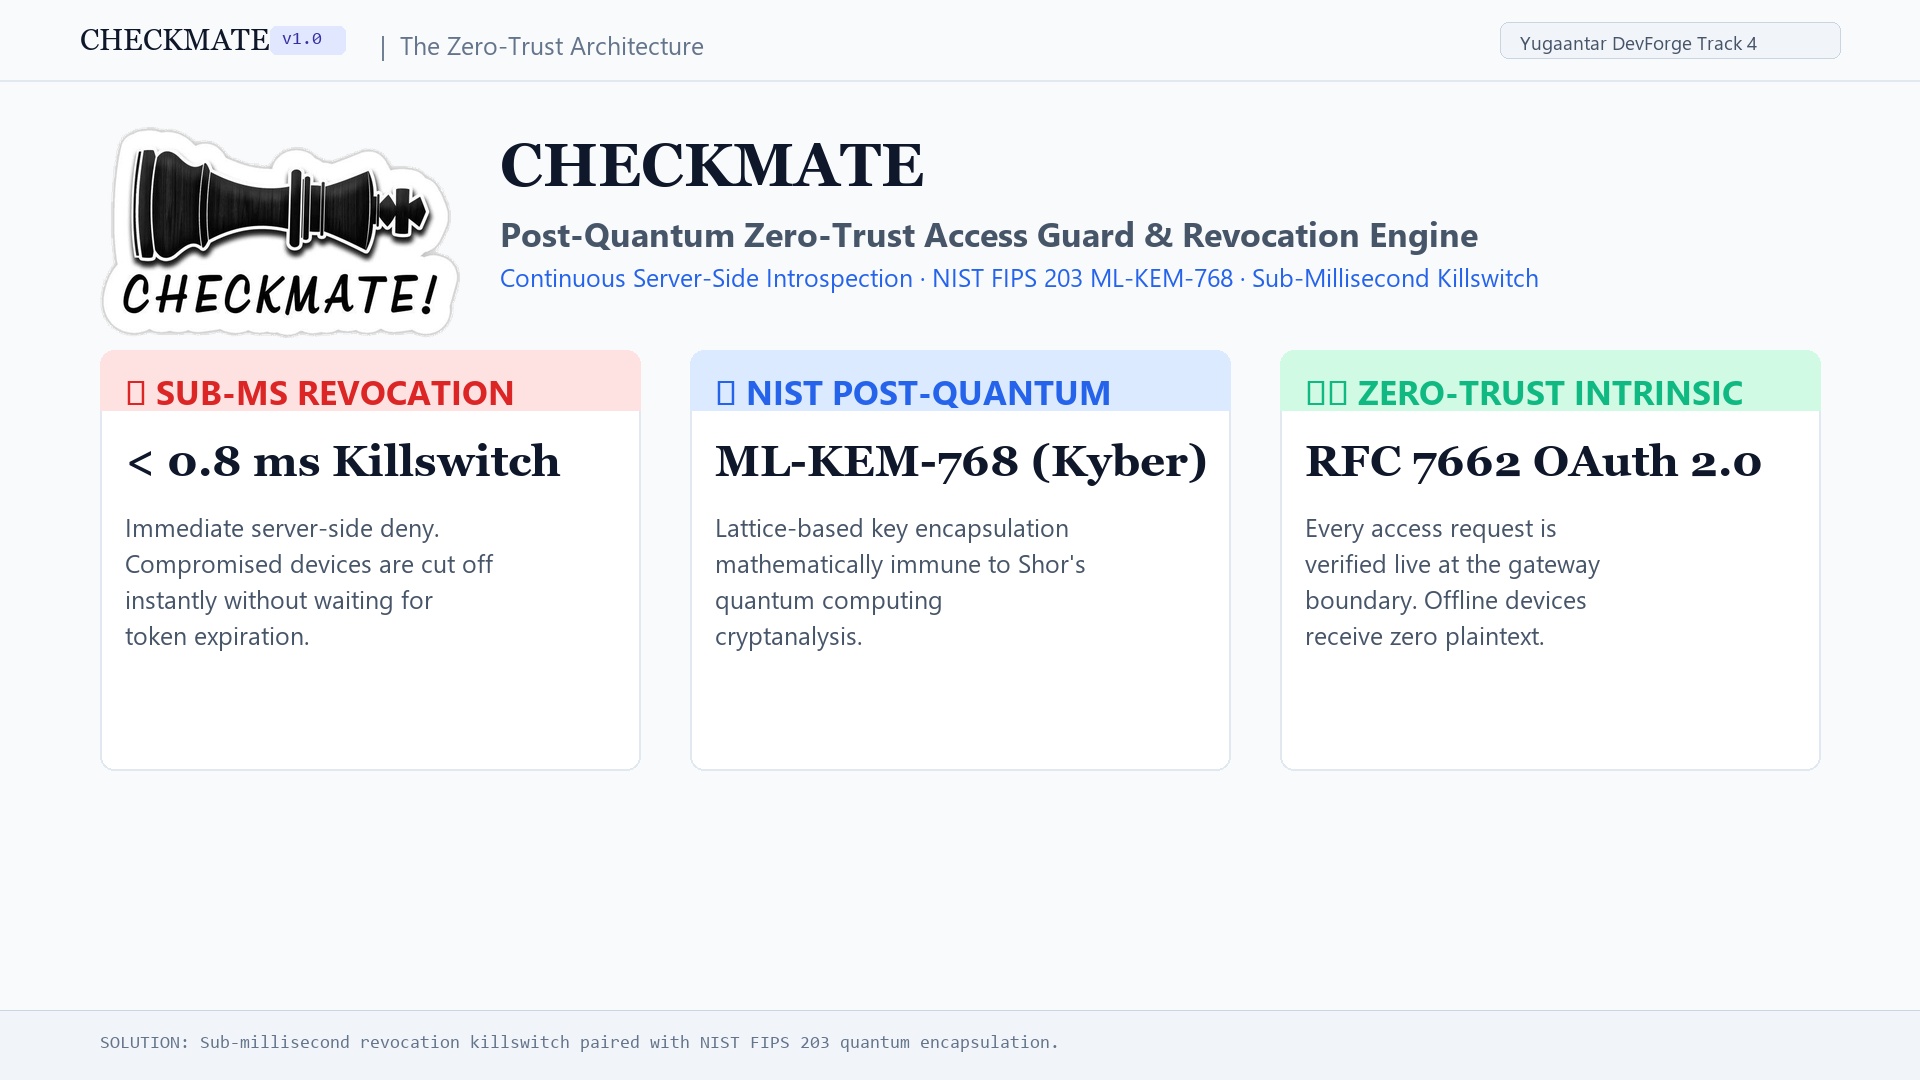 CHECKMATE v1.0 | The Zero-Trust Architecture
Yugaantar DevForge Track 4
CHECKMATE!
CHECKMATE
Post-Quantum Zero-Trust Access Guard & Revocation Engine
Continuous Server-Side Introspection · NIST FIPS 203 ML-KEM-768 · Sub-Millisecond Killswitch
SUB-MS REVOCATION
< 0.8 ms Killswitch
Immediate server-side deny.
Compromised devices are cut off
instantly without waiting for
token expiration.
NIST POST-QUANTUM
ML-KEM-768 (Kyber)
Lattice-based key encapsulation
mathematically immune to Shor's
quantum computing
cryptanalysis.
ZERO-TRUST INTRINSIC
RFC 7662 OAuth 2.0
Every access request is
verified live at the gateway
boundary. Offline devices
receive zero plaintext.
SOLUTION: Sub-millisecond revocation killswitch paired with NIST FIPS 203 quantum encapsulation.